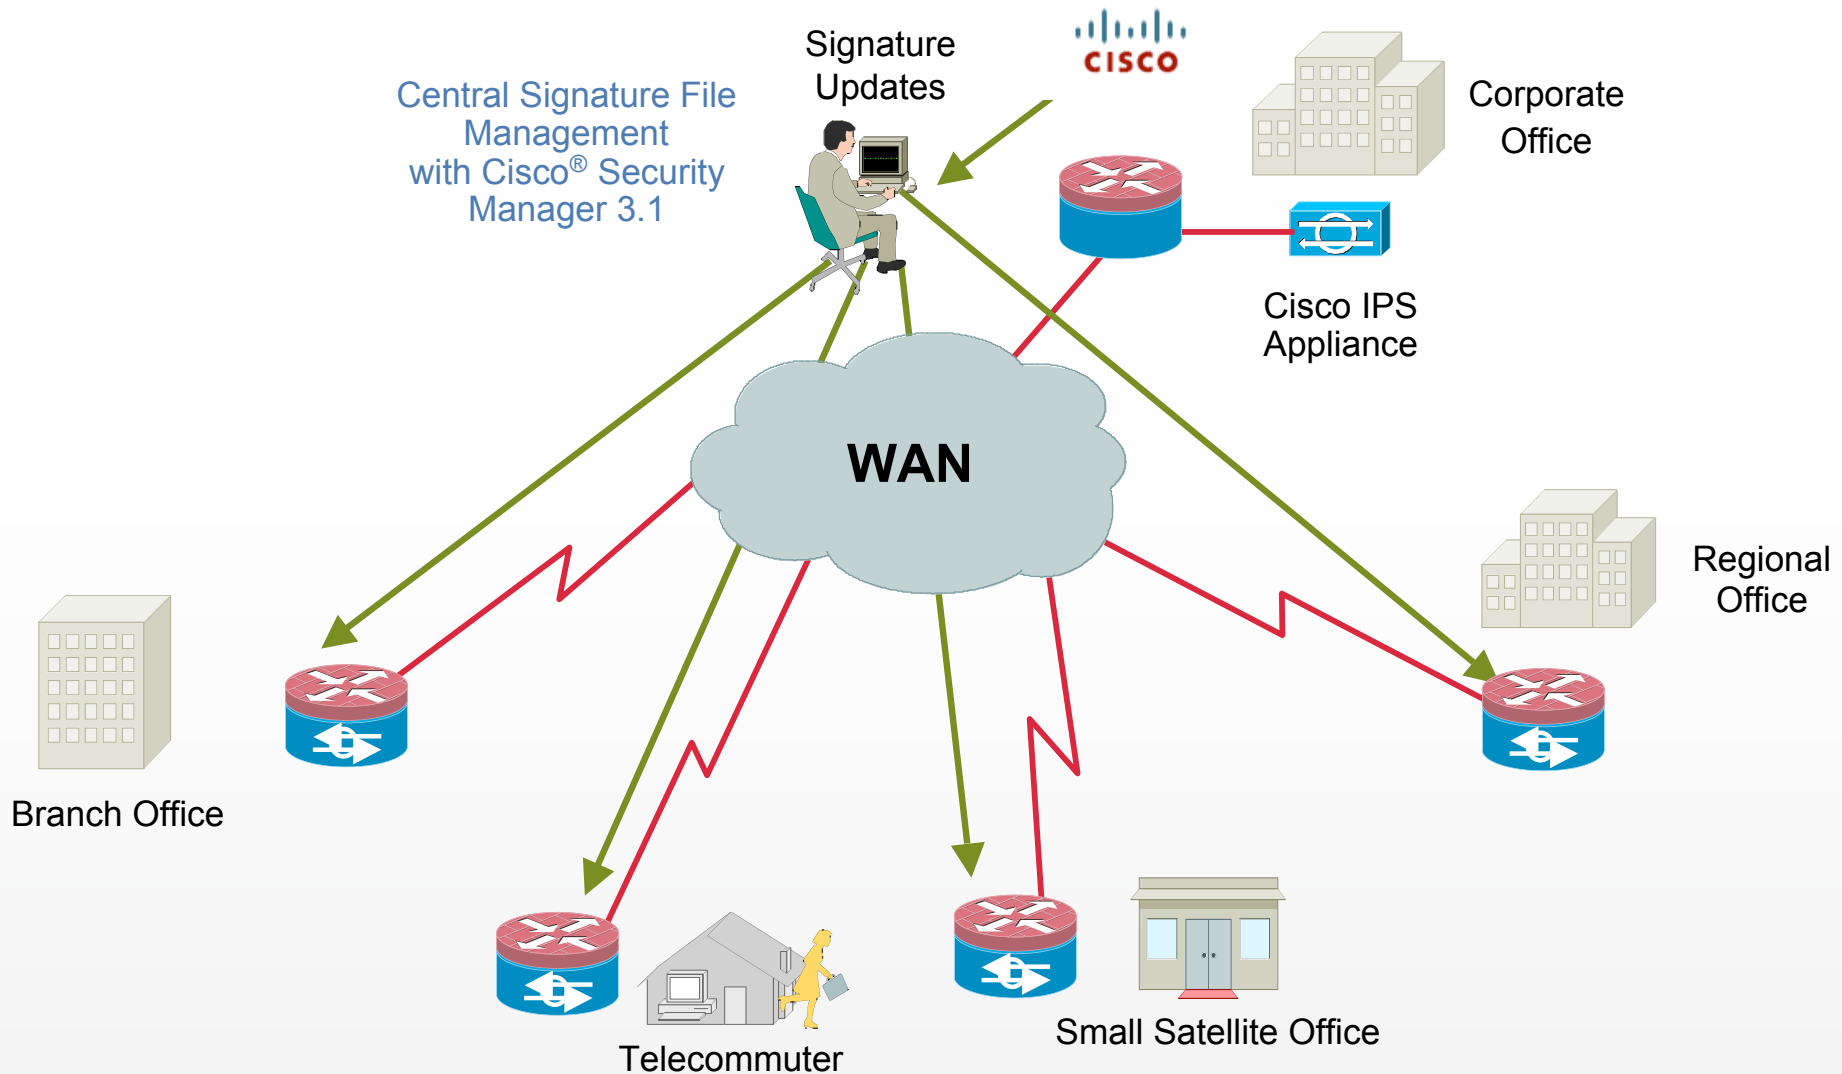 Signature
Updates
CISCO
Central Signature File
Management
with Cisco® Security
Manager 3.1
Corporate
Office
Cisco IPS
Appliance
WAN
Regional
Office
Branch Office
Telecommuter
Small Satellite Office